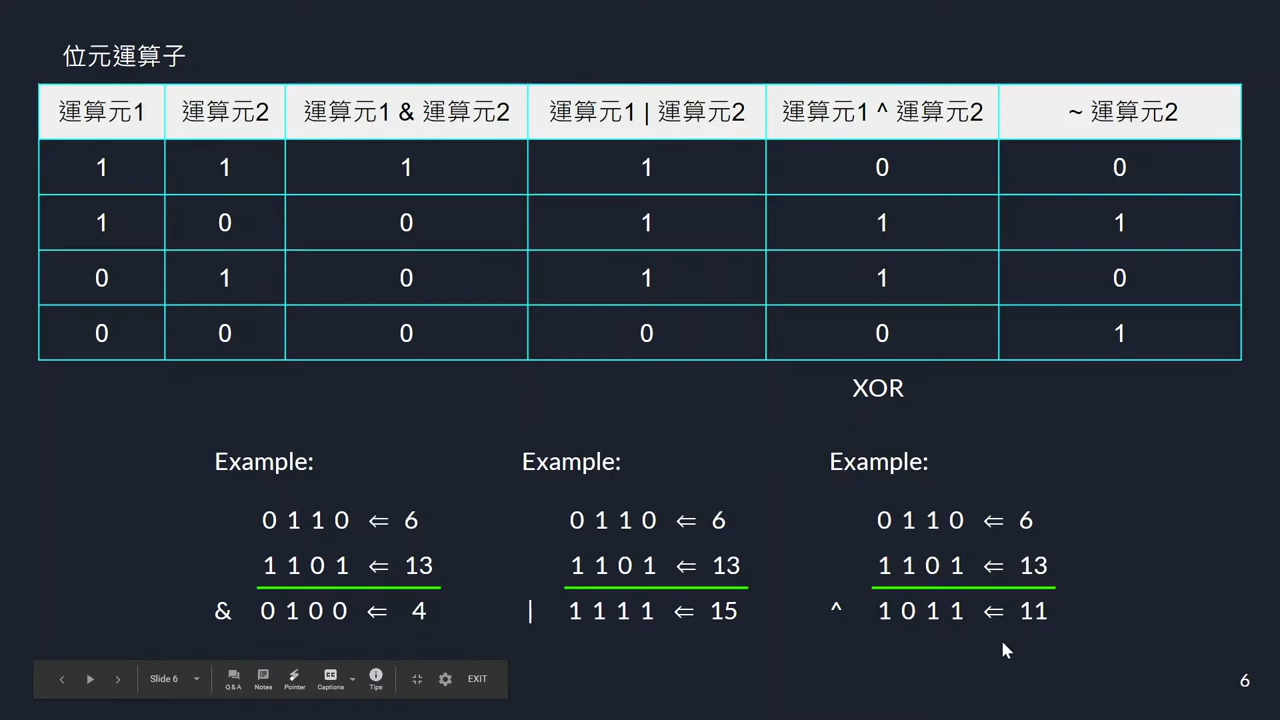 位元運算子
運算元1 運算元2 運算元1 & 運算元2 運算元1 | 運算元2 運算元1 ^ 運算元2 ~ 運算元2
1 1 1 1 0 0
1 0 0 1 1 1
0 1 0 1 1 0
0 0 0 0 0 1
XOR
Example: Example: Example:
0 1 1 0 ⇐ 6 0 1 1 0 ⇐ 6 0 1 1 0 ⇐ 6
1 1 0 1 ⇐ 13 1 1 0 1 ⇐ 13 1 1 0 1 ⇐ 13
& 0 1 0 0 ⇐ 4 | 1 1 1 1 ⇐ 15 ^ 1 0 1 1 ⇐ 11
Slide 6 Q&A Notes Pointer Captions Tips EXIT 6